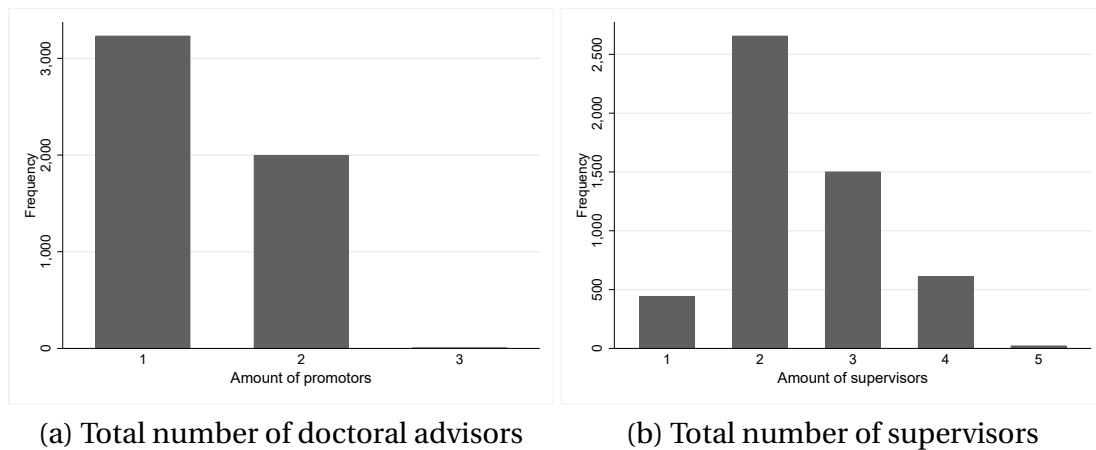 3,000
2,000
1,000
0
Frequency
1 2 3
Amount of promotors
(a) Total number of doctoral advisors
2,500
2,000
1,500
1,000
500
0
Frequency
1 2 3 4 5
Amount of supervisors
(b) Total number of supervisors